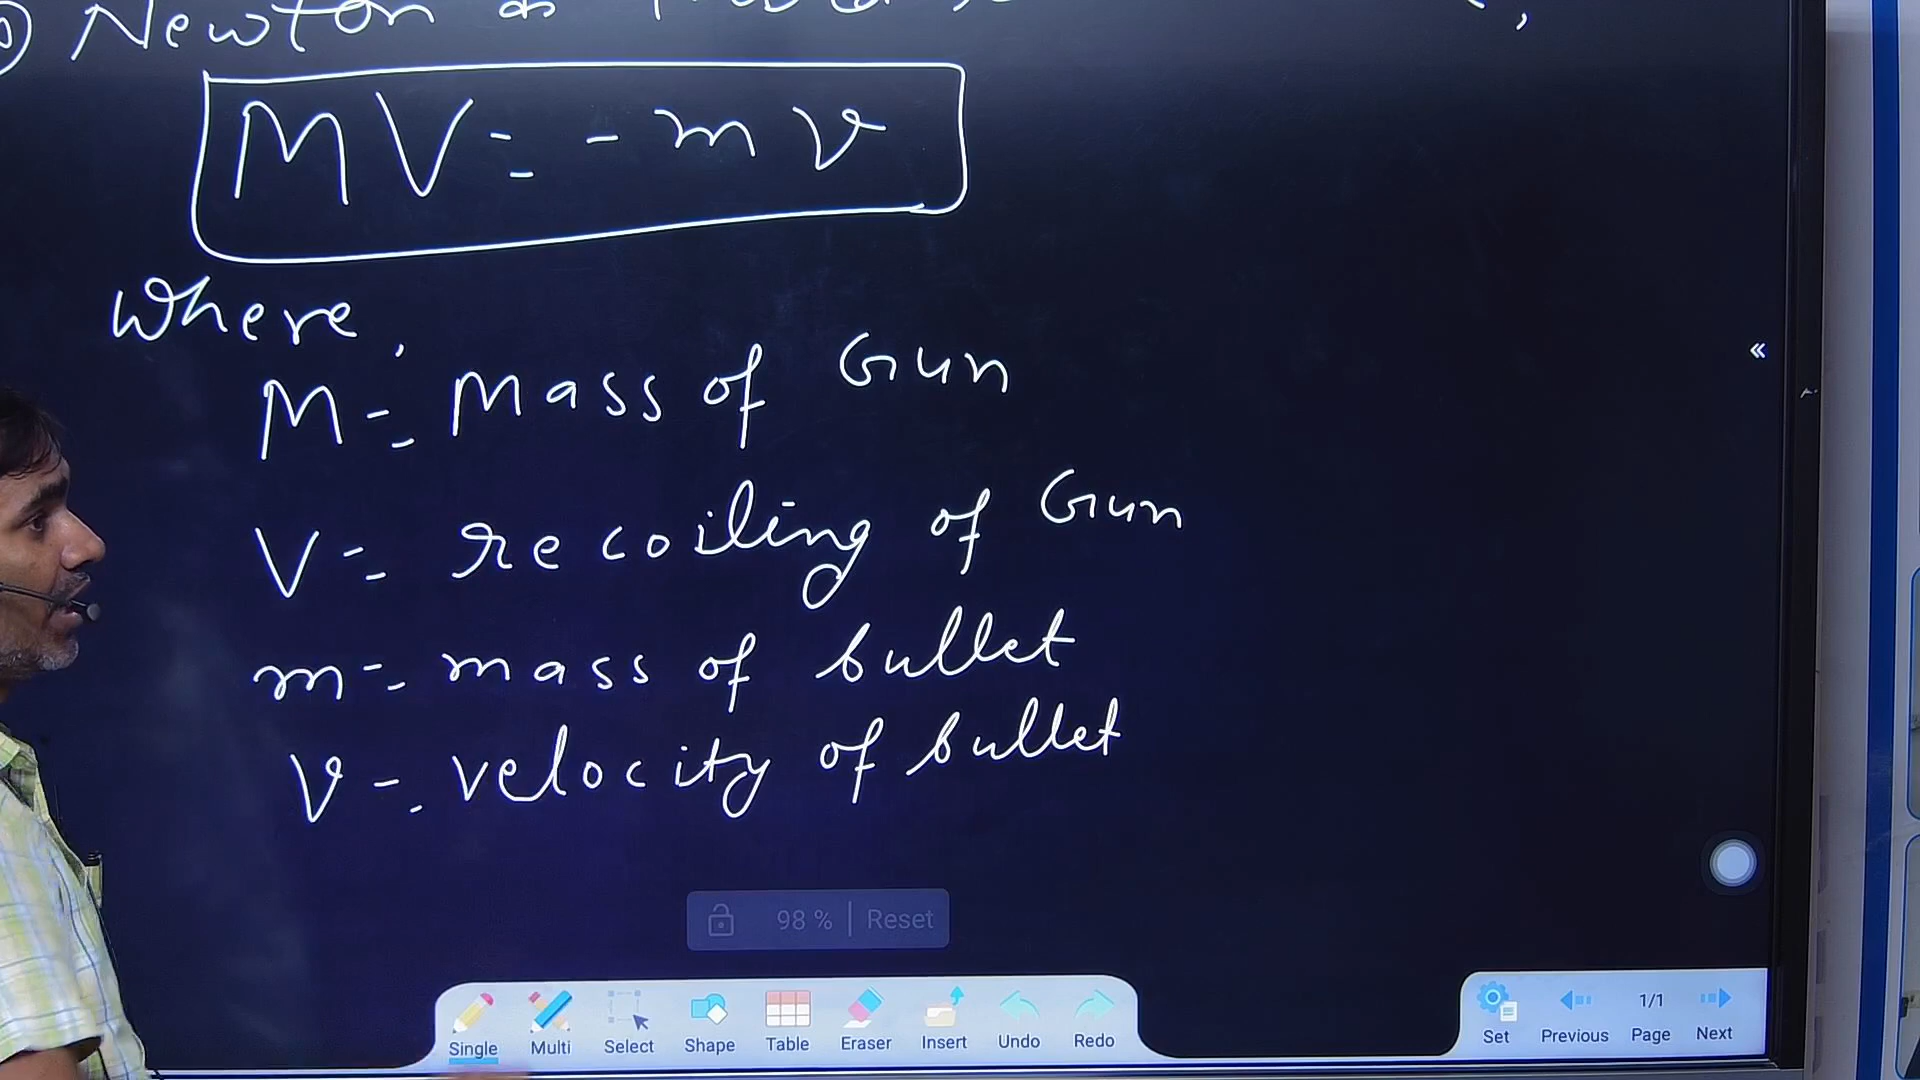 Newton
MV = - mv
Where,
M = Mass of Gun
V = recoiling of Gun
m = mass of bullet
v = velocity of bullet
98 % | Reset
Single Multi Select Shape Table Eraser Insert Undo Redo
Set Previous 1/1 Page Next